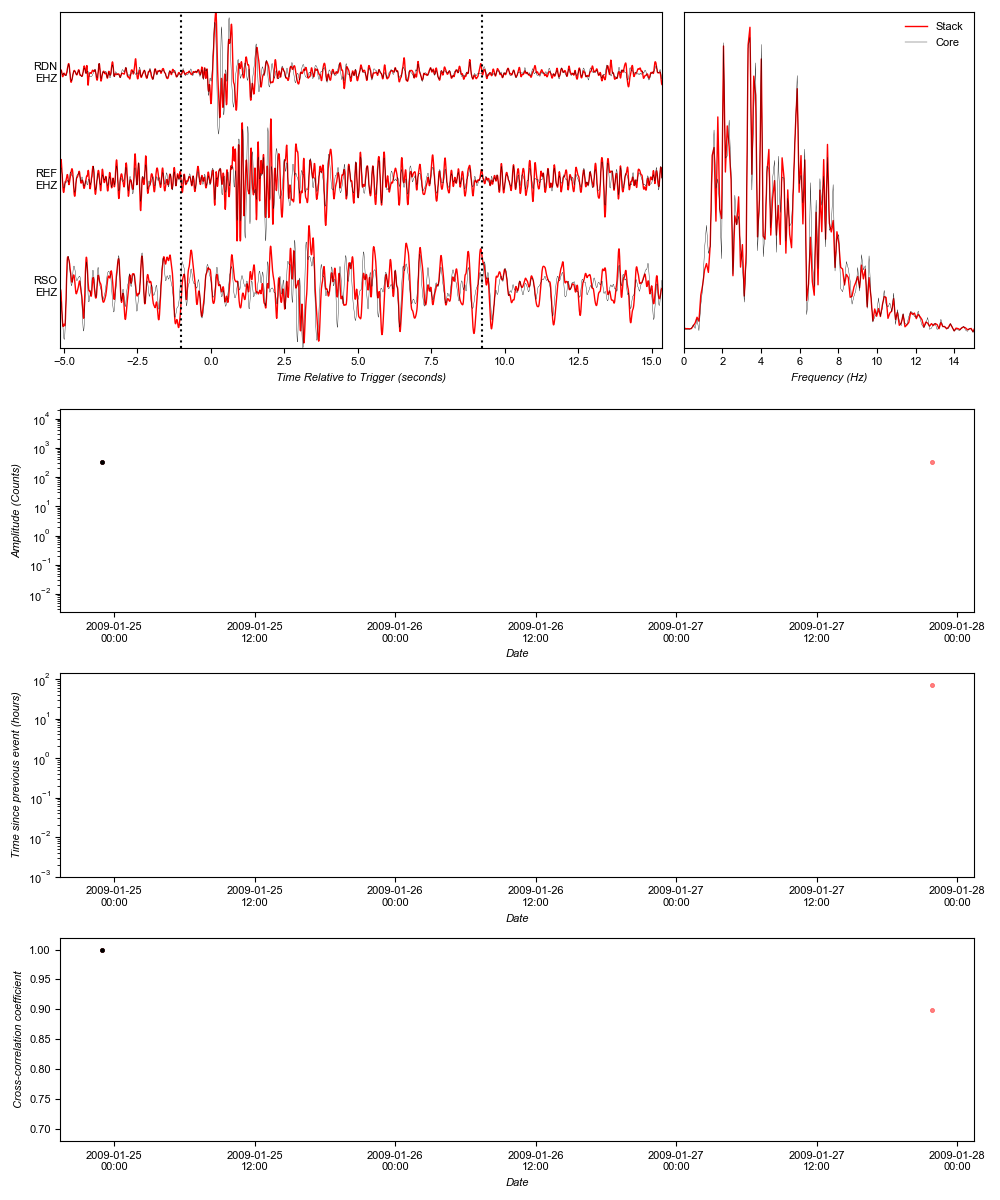 RDN
EHZ
REF
EHZ
RSO
EHZ
−5.0 −2.5 0.0 2.5 5.0 7.5 10.0 12.5 15.0
Time Relative to Trigger (seconds)
Stack
Core
0 2 4 6 8 10 12 14
Frequency (Hz)
Amplitude (Counts)
10⁴
10³
10²
10¹
10⁰
10⁻¹
10⁻²
2009-01-25 2009-01-25 2009-01-26 2009-01-26 2009-01-27 2009-01-27 2009-01-28
00:00 12:00 00:00 12:00 00:00 12:00 00:00
Date
Time since previous event (hours)
10²
10¹
10⁰
10⁻¹
10⁻²
10⁻³
2009-01-25 2009-01-25 2009-01-26 2009-01-26 2009-01-27 2009-01-27 2009-01-28
00:00 12:00 00:00 12:00 00:00 12:00 00:00
Date
Cross-correlation coefficient
1.00
0.95
0.90
0.85
0.80
0.75
0.70
2009-01-25 2009-01-25 2009-01-26 2009-01-26 2009-01-27 2009-01-27 2009-01-28
00:00 12:00 00:00 12:00 00:00 12:00 00:00
Date